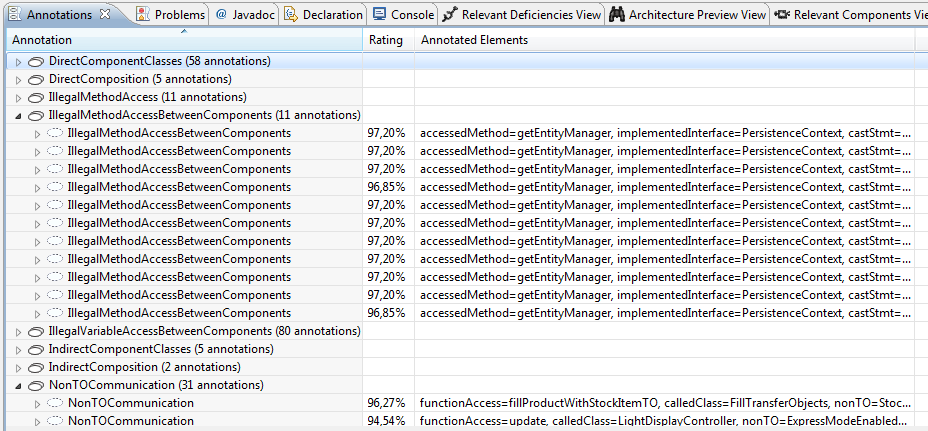 Annotations Problems @ Javadoc Declaration Console Relevant Deficiencies View Architecture Preview View Relevant Components Vie
Annotation Rating Annotated Elements
DirectComponentClasses (58 annotations)
DirectComposition (5 annotations)
IllegalMethodAccess (11 annotations)
IllegalMethodAccessBetweenComponents (11 annotations)
IllegalMethodAccessBetweenComponents 97,20% accessedMethod=getEntityManager, implementedInterface=PersistenceContext, castStmt=...
IllegalMethodAccessBetweenComponents 97,20% accessedMethod=getEntityManager, implementedInterface=PersistenceContext, castStmt=...
IllegalMethodAccessBetweenComponents 97,20% accessedMethod=getEntityManager, implementedInterface=PersistenceContext, castStmt=...
IllegalMethodAccessBetweenComponents 96,85% accessedMethod=getEntityManager, implementedInterface=PersistenceContext, castStmt=...
IllegalMethodAccessBetweenComponents 97,20% accessedMethod=getEntityManager, implementedInterface=PersistenceContext, castStmt=...
IllegalMethodAccessBetweenComponents 97,20% accessedMethod=getEntityManager, implementedInterface=PersistenceContext, castStmt=...
IllegalMethodAccessBetweenComponents 97,20% accessedMethod=getEntityManager, implementedInterface=PersistenceContext, castStmt=...
IllegalMethodAccessBetweenComponents 97,20% accessedMethod=getEntityManager, implementedInterface=PersistenceContext, castStmt=...
IllegalMethodAccessBetweenComponents 97,20% accessedMethod=getEntityManager, implementedInterface=PersistenceContext, castStmt=...
IllegalMethodAccessBetweenComponents 97,20% accessedMethod=getEntityManager, implementedInterface=PersistenceContext, castStmt=...
IllegalMethodAccessBetweenComponents 96,85% accessedMethod=getEntityManager, implementedInterface=PersistenceContext, castStmt=...
IllegalVariableAccessBetweenComponents (80 annotations)
IndirectComponentClasses (5 annotations)
IndirectComposition (2 annotations)
NonTOCommunication (31 annotations)
NonTOCommunication 96,27% functionAccess=fillProductWithStockItemTO, calledClass=FillTransferObjects, nonTO=Stoc...
NonTOCommunication 94,54% functionAccess=update, calledClass=LightDisplayController, nonTO=ExpressModeEnabled...